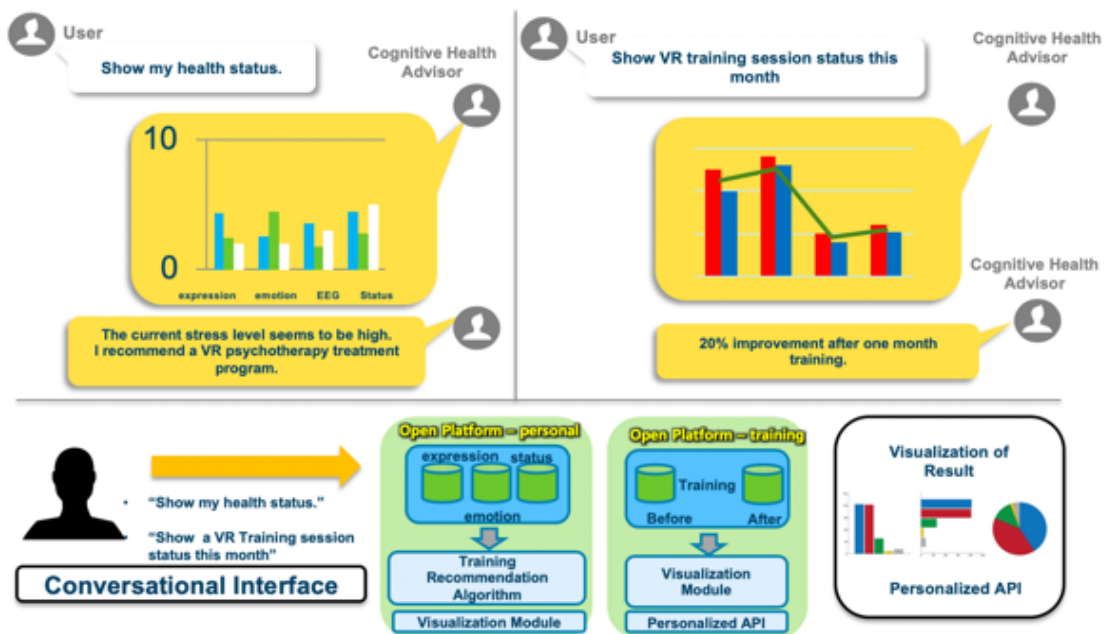 User
Show my health status.
Cognitive Health
Advisor
10
0
expression emotion EEG Status
The current stress level seems to be high.
I recommend a VR psychotherapy treatment
program.
User
Show VR training session status this
month
Cognitive Health
Advisor
Cognitive Health
Advisor
20% improvement after one month
training.
• "Show my health status."
• "Show a VR Training session
status this month"
Conversational Interface
Open Platform – personal
expression status
emotion
Training
Recommendation
Algorithm
Visualization Module
Open Platform – training
Training
Before After
Visualization
Module
Personalized API
Visualization of
Result
Personalized API